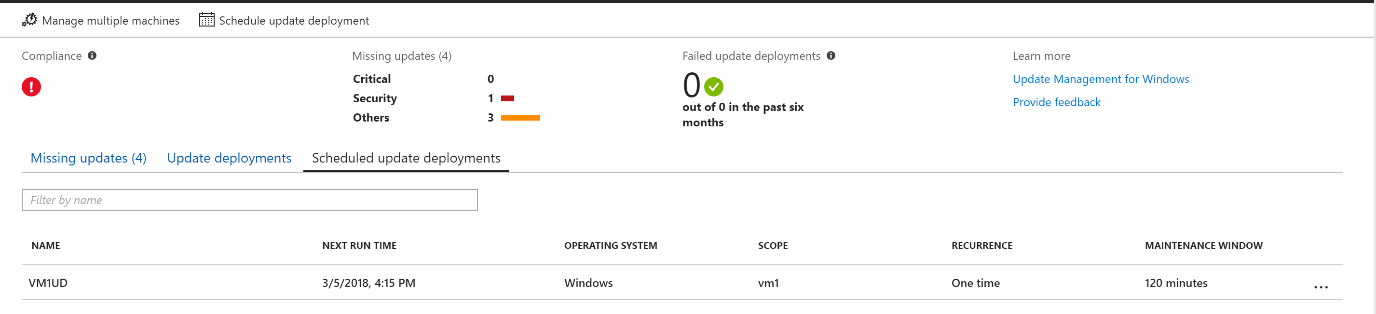 Manage multiple machines Schedule update deployment
Compliance Missing updates (4) Failed update deployments Learn more
Critical 0
Security 1
Others 3
0
out of 0 in the past six
months
Update Management for Windows
Provide feedback
Missing updates (4) Update deployments Scheduled update deployments
Filter by name
NAME NEXT RUN TIME OPERATING SYSTEM SCOPE RECURRENCE MAINTENANCE WINDOW
VM1UD 3/5/2018, 4:15 PM Windows vm1 One time 120 minutes ...